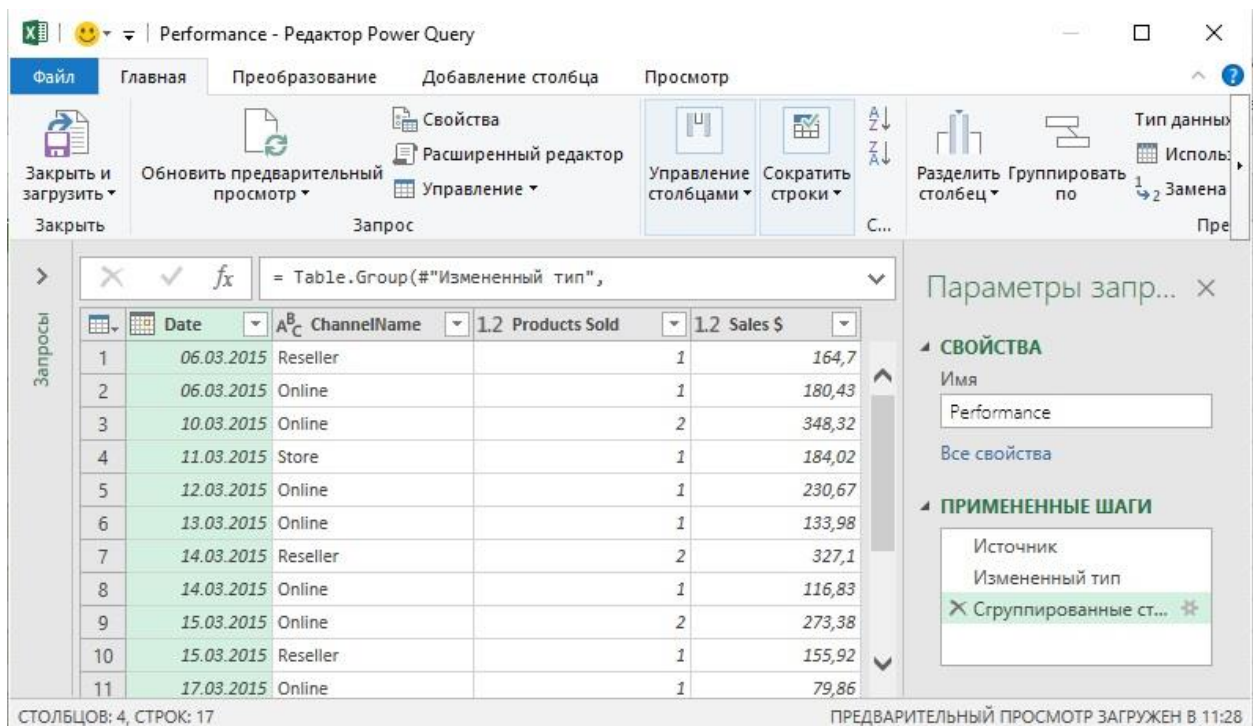 Performance - Редактор Power Query
Файл Главная Преобразование Добавление столбца Просмотр
Закрыть и загрузить
Обновить предварительный просмотр
Свойства
Расширенный редактор
Управление
Управление столбцами
Сократить строки
Разделить столбец
Группировать по
Тип данных
Исполь:
Замена
Закрыть Запрос С... Пре
= Table.Group(#"Измененный тип",
Запросы
Date ABC ChannelName 1.2 Products Sold 1.2 Sales $
1 06.03.2015 Reseller 1 164,7
2 06.03.2015 Online 1 180,43
3 10.03.2015 Online 2 348,32
4 11.03.2015 Store 1 184,02
5 12.03.2015 Online 1 230,67
6 13.03.2015 Online 1 133,98
7 14.03.2015 Reseller 2 327,1
8 14.03.2015 Online 1 116,83
9 15.03.2015 Online 2 273,38
10 15.03.2015 Reseller 1 155,92
11 17.03.2015 Online 1 79,86
Параметры запр...
СВОЙСТВА
Имя
Performance
Все свойства
ПРИМЕНЕННЫЕ ШАГИ
Источник
Измененный тип
Сгруппированные ст...
СТОЛБЦОВ: 4, СТРОК: 17 ПРЕДВАРИТЕЛЬНЫЙ ПРОСМОТР ЗАГРУЖЕН В 11:28